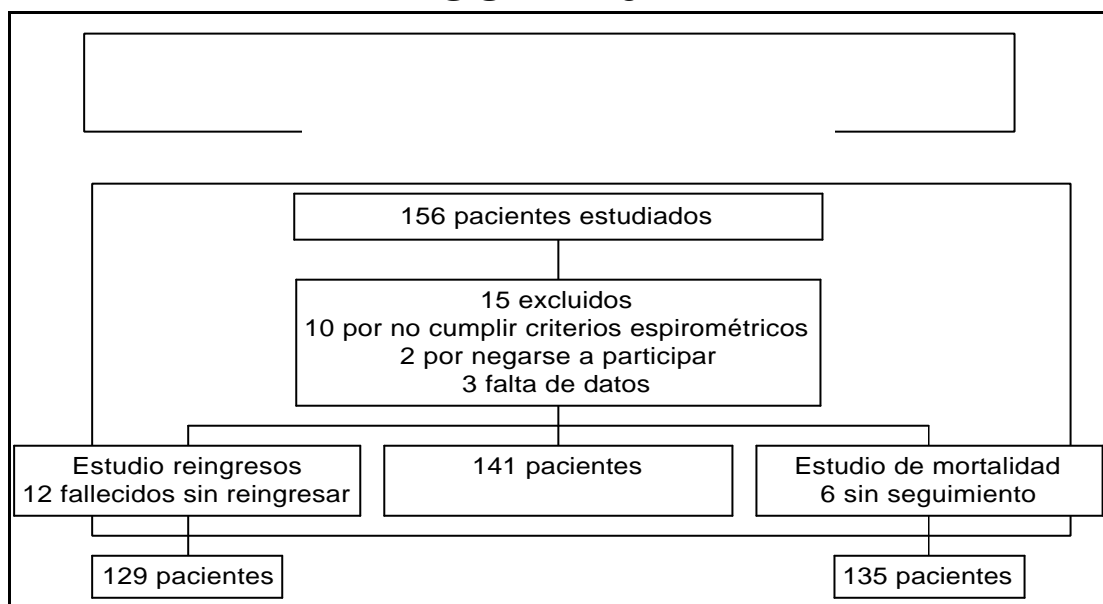 156 pacientes estudiados
15 excluidos
10 por no cumplir criterios espirométricos
2 por negarse a participar
3 falta de datos
Estudio reingresos
12 fallecidos sin reingresar
141 pacientes
Estudio de mortalidad
6 sin seguimiento
129 pacientes
135 pacientes